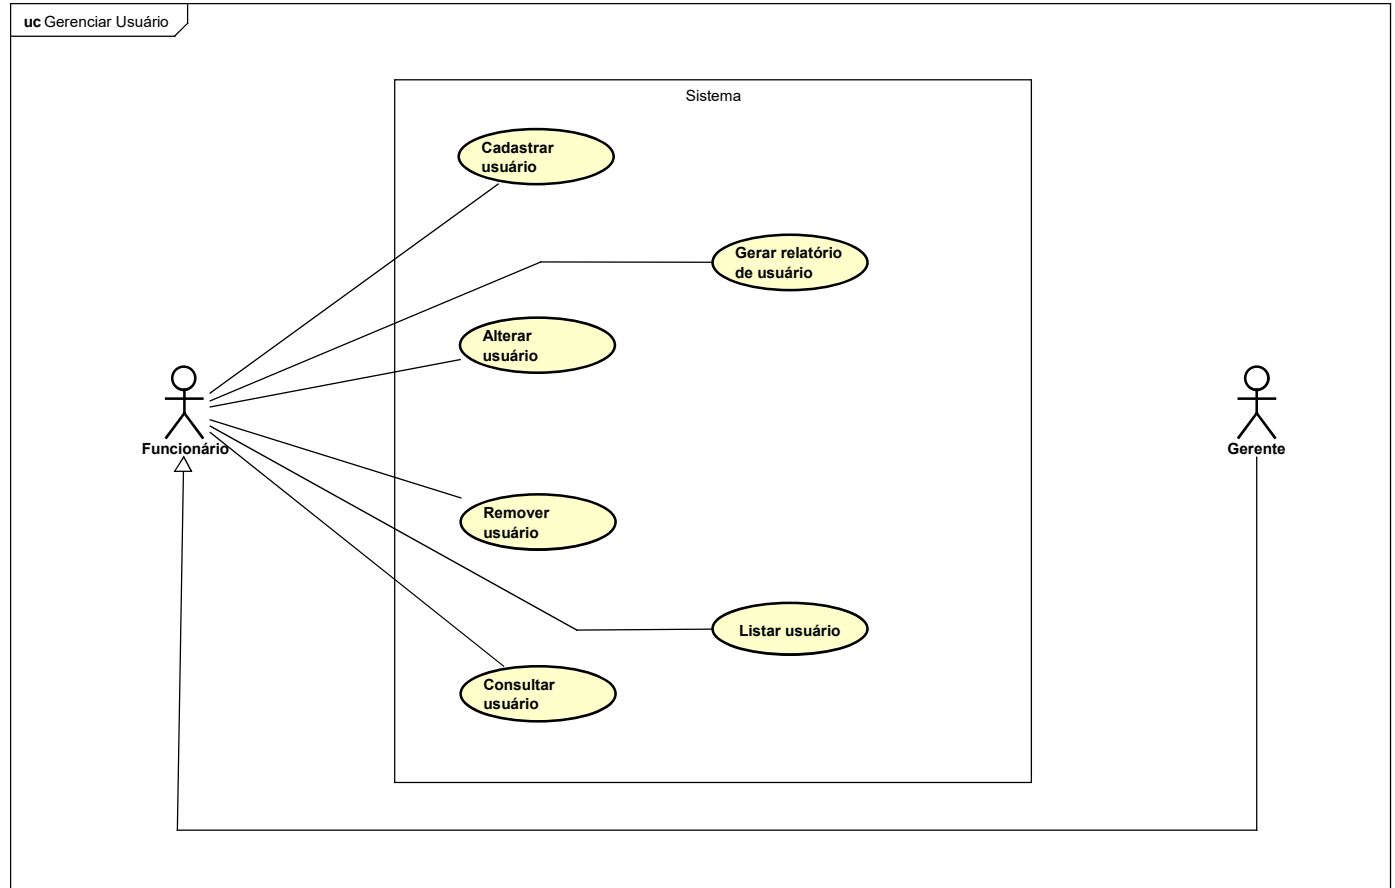 uc Gerenciar Usuário
Sistema
Cadastrar
usuário
Gerar relatório
de usuário
Alterar
usuário
Funcionário
Gerente
Remover
usuário
Listar usuário
Consultar
usuário